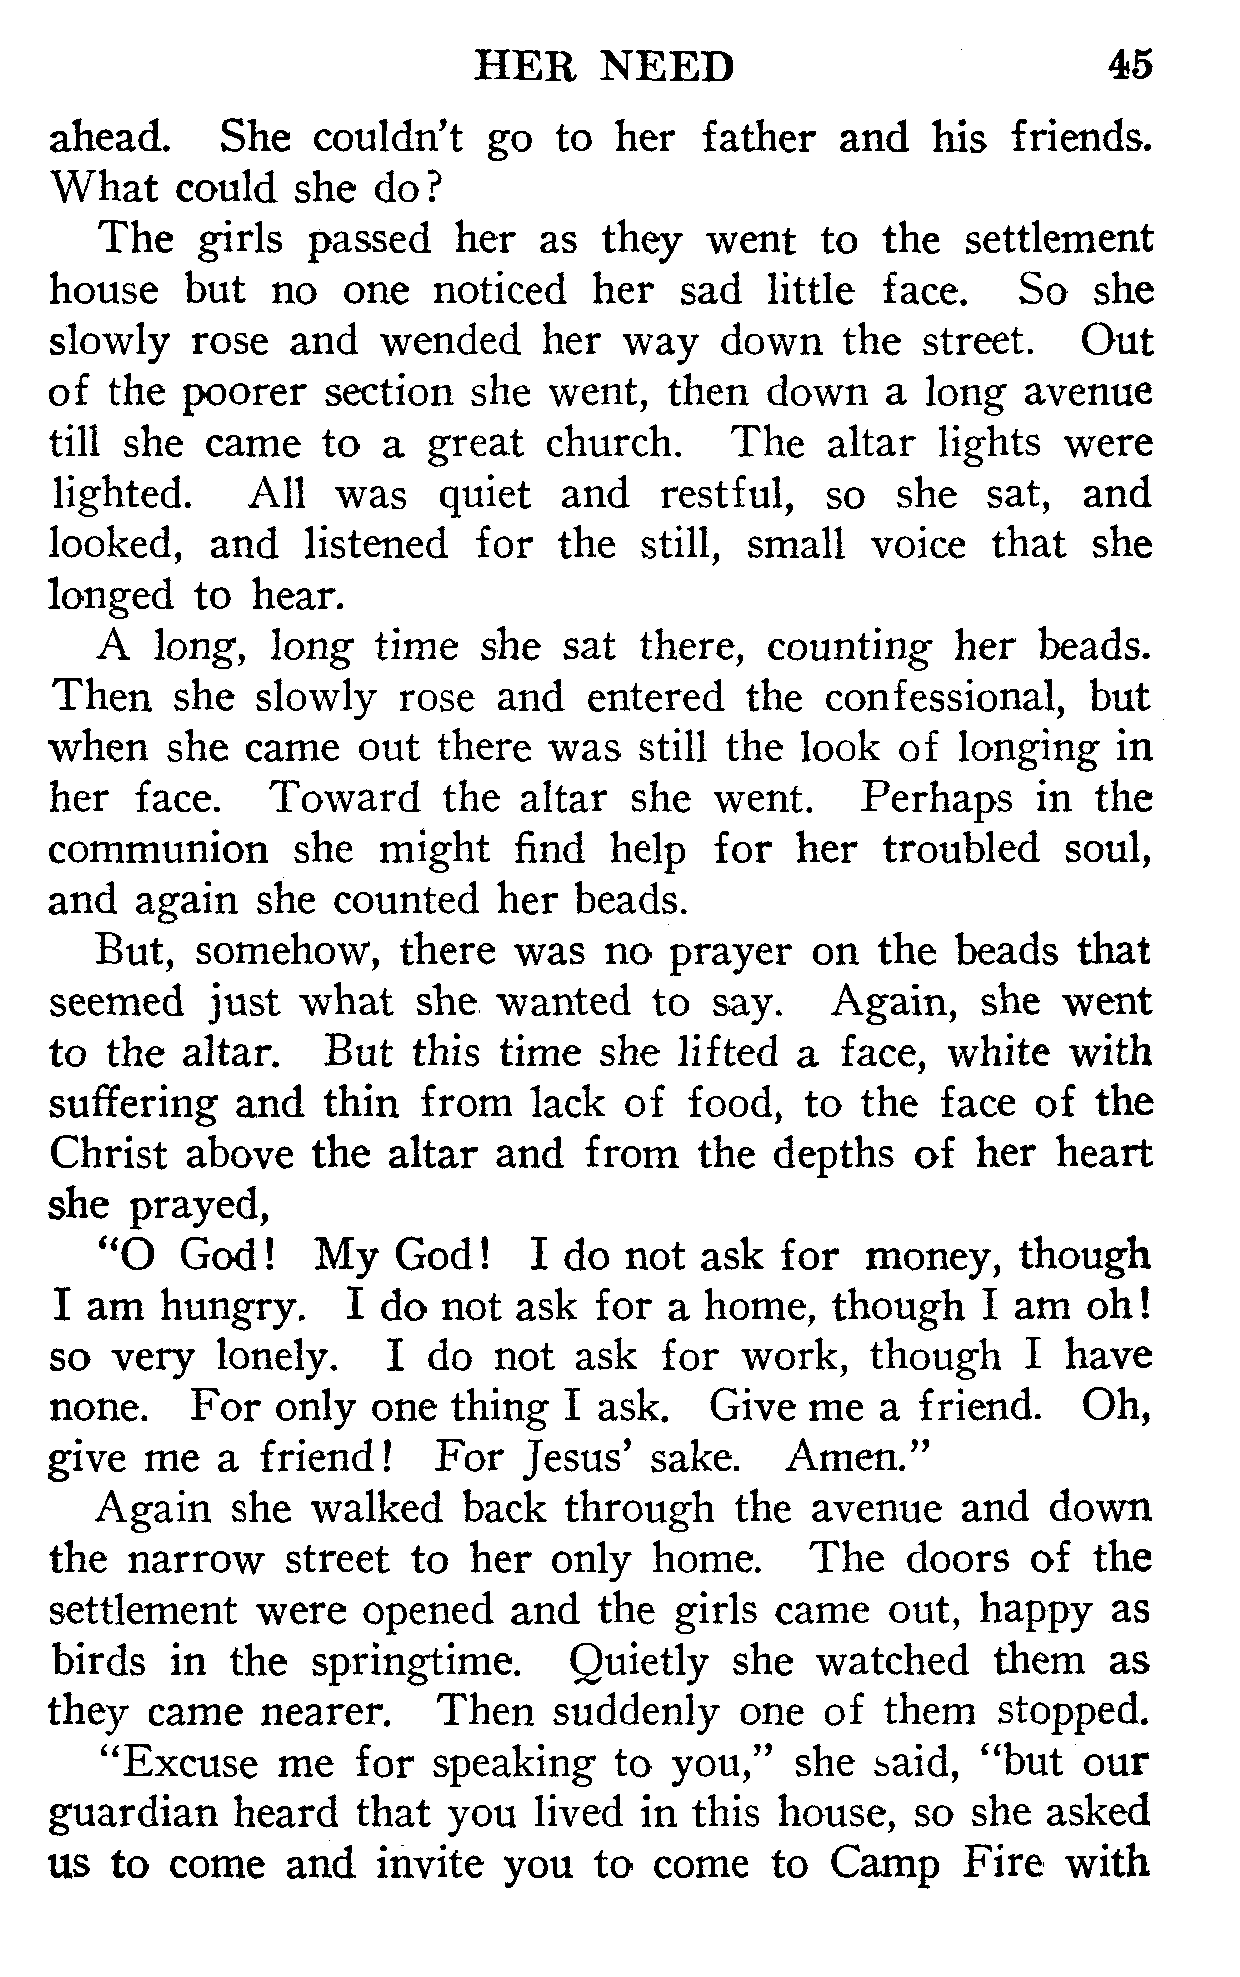 HER NEED 45
ahead. She couldn't go to her father and his friends.
What could she do?
The girls passed her as they went to the settlement
house but no one noticed her sad little face. So she
slowly rose and wended her way down the street. Out
of the poorer section she went, then down a long avenue
till she came to a great church. The altar lights were
lighted. All was quiet and restful, so she sat, and
looked, and listened for the still, small voice that she
longed to hear.
A long, long time she sat there, counting her beads.
Then she slowly rose and entered the confessional, but
when she came out there was still the look of longing in
her face. Toward the altar she went. Perhaps in the
communion she might find help for her troubled soul,
and again she counted her beads.
But, somehow, there was no prayer on the beads that
seemed just what she wanted to say. Again, she went
to the altar. But this time she lifted a face, white with
suffering and thin from lack of food, to the face of the
Christ above the altar and from the depths of her heart
she prayed,
"O God! My God! I do not ask for money, though
I am hungry. I do not ask for a home, though I am oh!
so very lonely. I do not ask for work, though I have
none. For only one thing I ask. Give me a friend. Oh,
give me a friend! For Jesus' sake. Amen."
Again she walked back through the avenue and down
the narrow street to her only home. The doors of the
settlement were opened and the girls came out, happy as
birds in the springtime. Quietly she watched them as
they came nearer. Then suddenly one of them stopped.
"Excuse me for speaking to you," she said, "but our
guardian heard that you lived in this house, so she asked
us to come and invite you to come to Camp Fire with